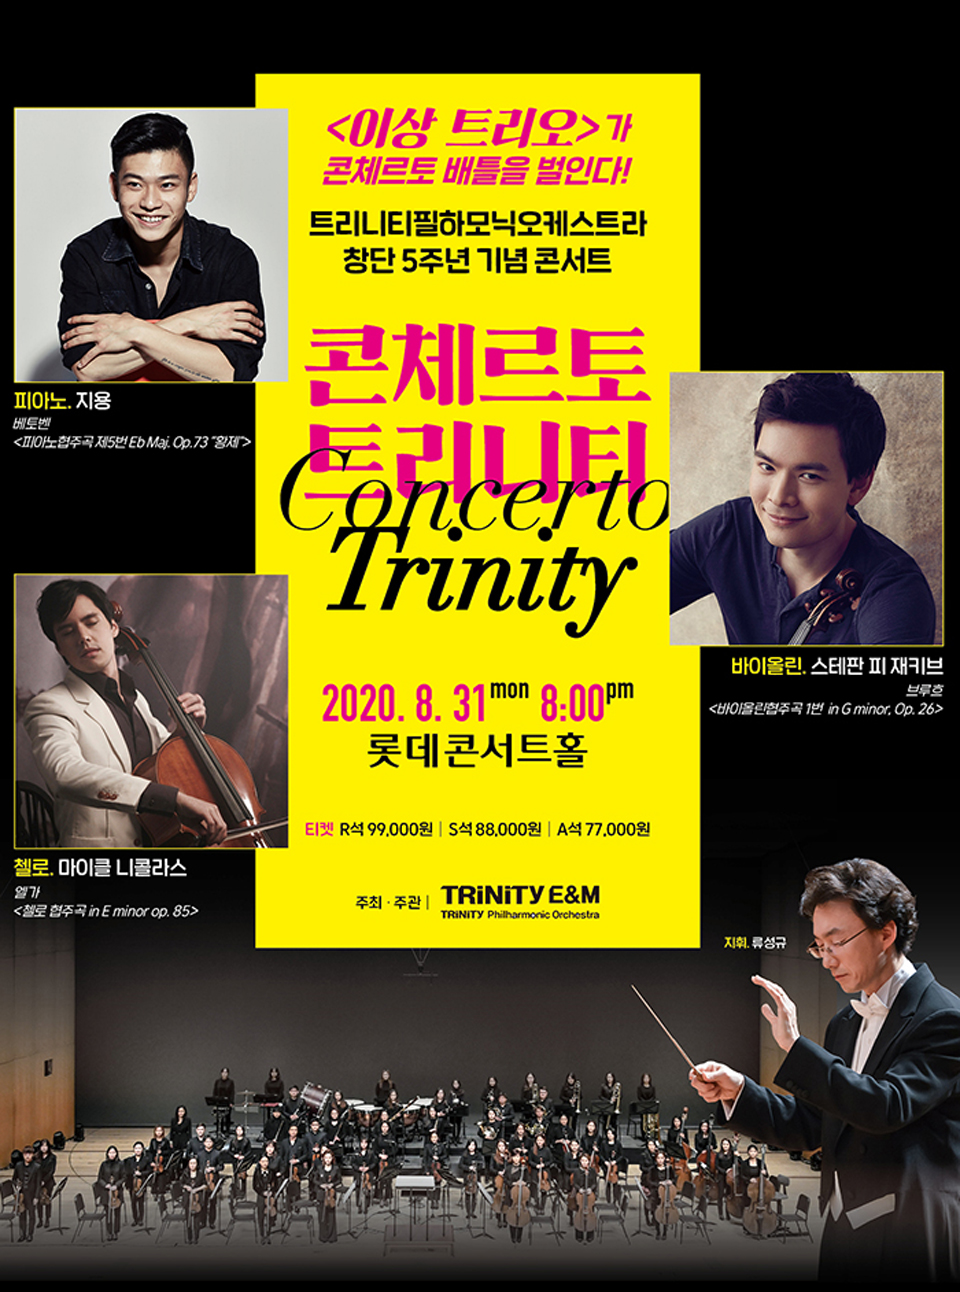 <이상 트리오>가
콘체르토 배틀을 벌인다!
트리니티필하모닉오케스트라
창단 5주년 기념 콘서트
콘체르토
트리니티
Concerto
Trinity
2020. 8. 31 mon 8:00pm
롯데콘서트홀
티켓 R석 99,000원 | S석 88,000원 | A석 77,000원
주최 · 주관 | TRiNiTY E&M
TRiNiTY Philharmonic Orchestra
피아노. 지용
베토벤
<피아노협주곡 제5번 Eb Maj. Op.73 "황제">
바이올린. 스테판 피 재키브
브루흐
<바이올린협주곡 1번 in G minor, Op. 26>
첼로. 마이클 니콜라스
엘가
<첼로 협주곡 in E minor op. 85>
지휘. 류성규